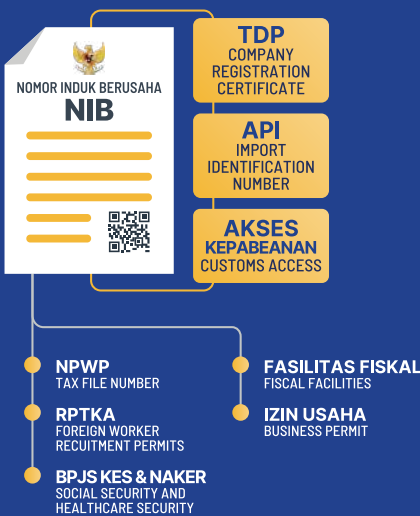 NOMOR INDUK BERUSAHA
NIB
TDP
COMPANY
REGISTRATION
CERTIFICATE
API
IMPORT
IDENTIFICATION
NUMBER
AKSES
KEPABEANAN
CUSTOMS ACCESS
NPWP
TAX FILE NUMBER
RPTKA
FOREIGN WORKER
RECUITMENT PERMITS
BPJS KES & NAKER
SOCIAL SECURITY AND
HEALTHCARE SECURITY
FASILITAS FISKAL
FISCAL FACILITIES
IZIN USAHA
BUSINESS PERMIT